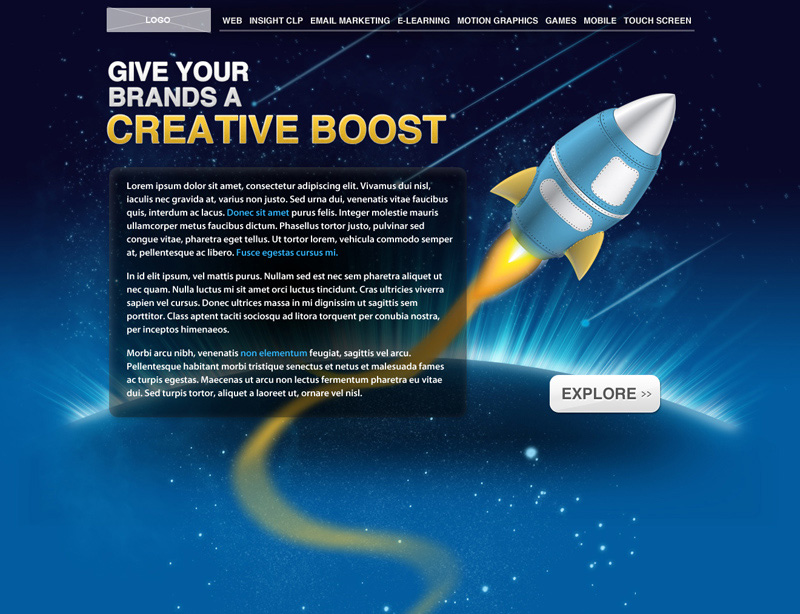 LOGO
WEB INSIGHT CLP EMAIL MARKETING E-LEARNING MOTION GRAPHICS GAMES MOBILE TOUCH SCREEN
GIVE YOUR
BRANDS A
CREATIVE BOOST
Lorem ipsum dolor sit amet, consectetur adipiscing elit. Vivamus dui nisl,
iaculis nec gravida at, varius non justo. Sed urna dui, venenatis vitae faucibus
quis, interdum ac lacus. Donec sit amet purus felis. Integer molestie mauris
ullamcorper metus faucibus dictum. Phasellus tortor justo, pulvinar sed
congue vitae, pharetra eget tellus. Ut tortor lorem, vehicula commodo semper
at, pellentesque ac libero. Fusce egestas cursus mi.
In id elit ipsum, vel mattis purus. Nullam sed est nec sem pharetra aliquet ut
nec quam. Nulla luctus mi sit amet orci luctus tincidunt. Cras ultricies viverra
sapien vel cursus. Donec ultrices massa in mi dignissim ut sagittis sem
porttitor. Class aptent taciti sociosqu ad litora torquent per conubia nostra,
per inceptos himenaeos.
Morbi arcu nibh, venenatis non elementum feugiat, sagittis vel arcu.
Pellentesque habitant morbi tristique senectus et netus et malesuada fames
ac turpis egestas. Maecenas ut arcu non lectus fermentum pharetra eu vitae
dui. Sed turpis tortor, aliquet a laoreet ut, ornare vel nisl.
EXPLORE >>